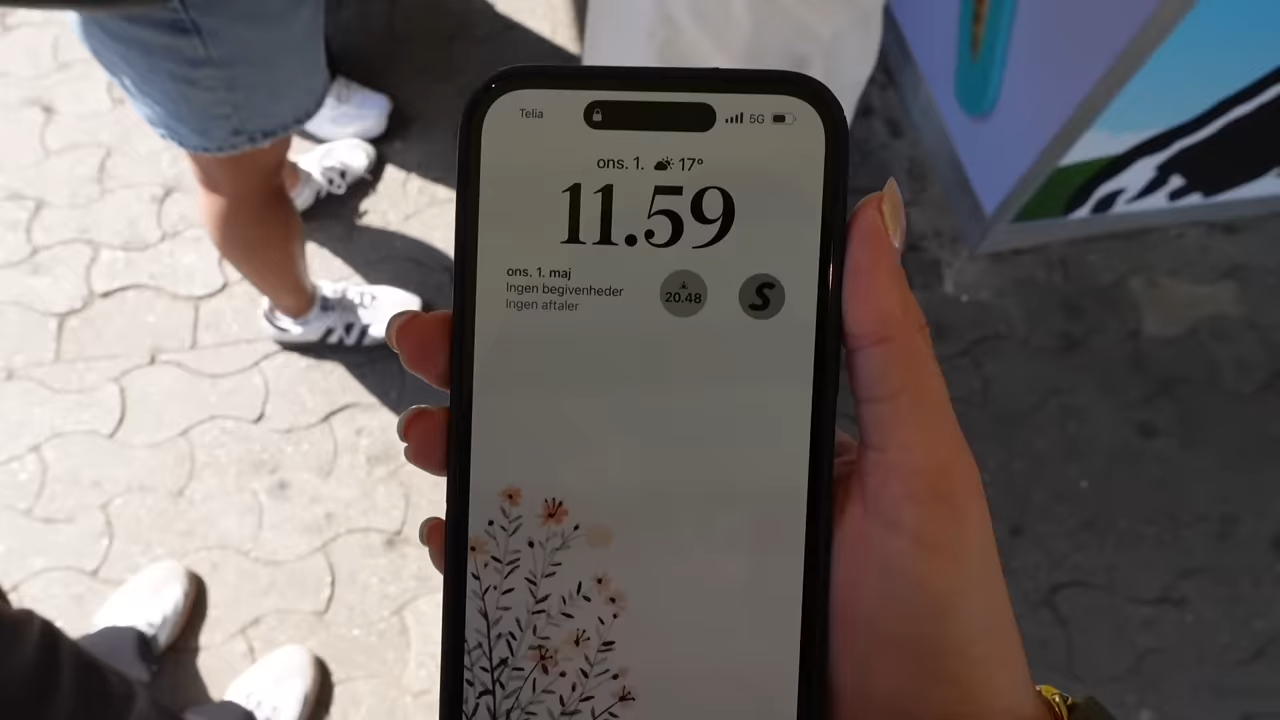 Telia
5G
ons. 1. 17°
11.59
ons. 1. maj
Ingen begivenheder
Ingen aftaler
20.48
S